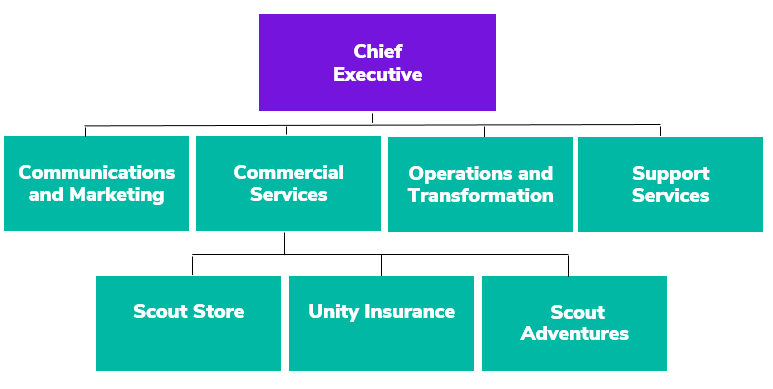 Chief
Executive
Communications
and Marketing
Commercial
Services
Operations and
Transformation
Support
Services
Scout Store
Unity Insurance
Scout
Adventures